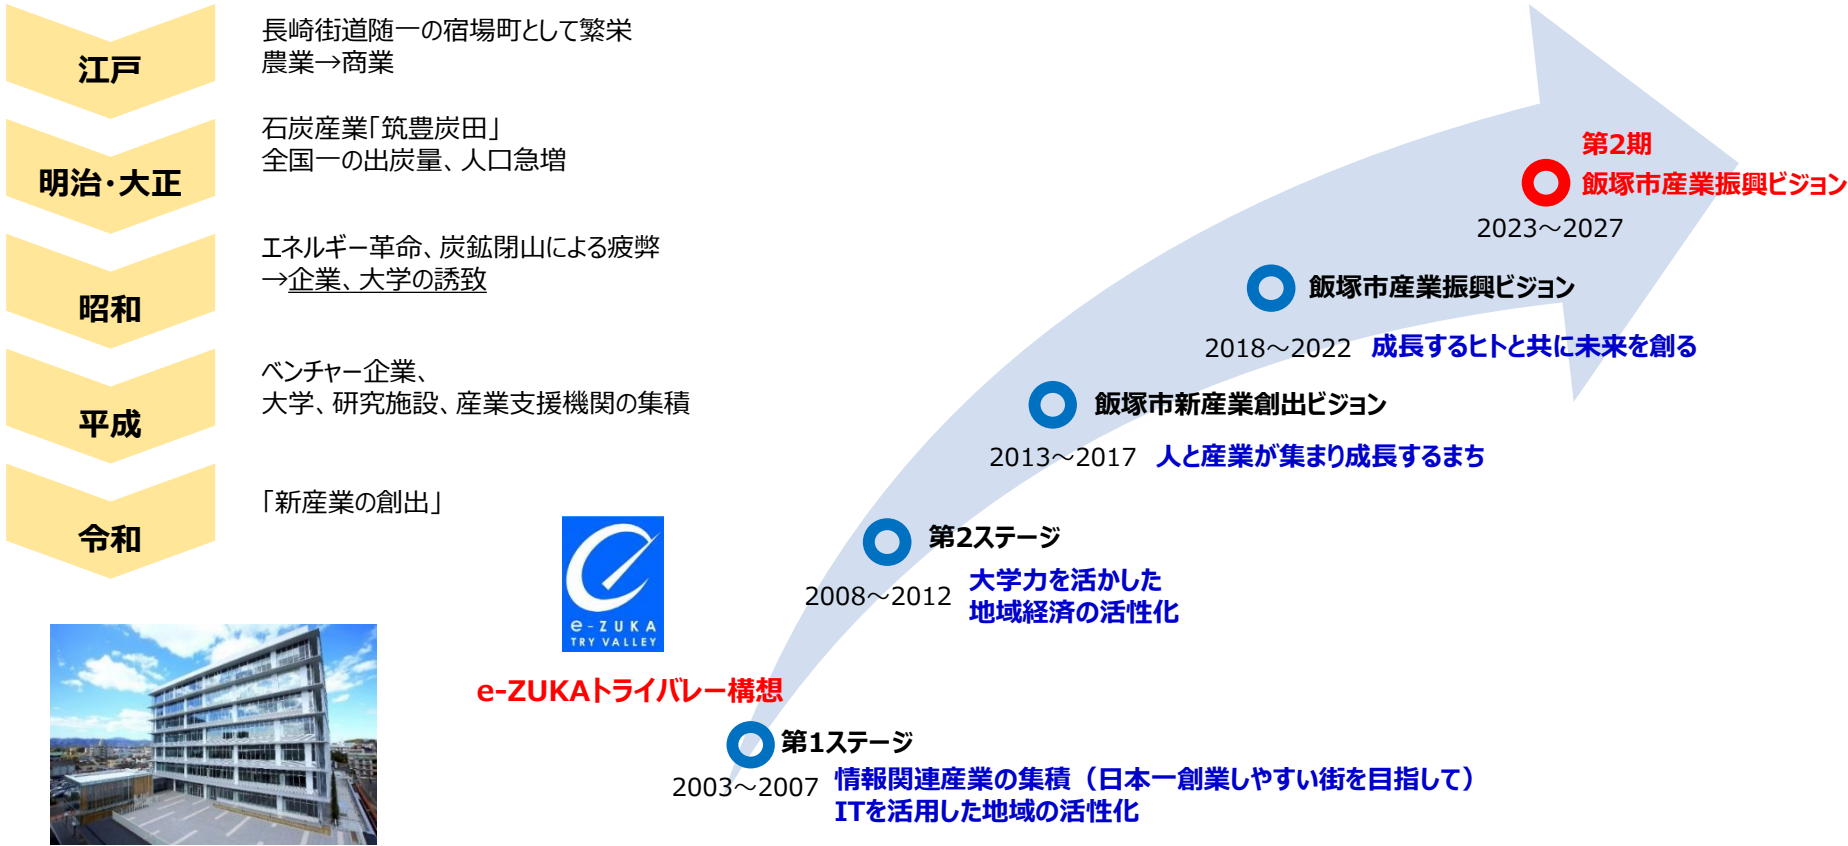 江戸
長崎街道随一の宿場町として繁栄
農業→商業
明治・大正
石炭産業「筑豊炭田」
全国一の出炭量、人口急増
昭和
エネルギー革命、炭鉱閉山による疲弊
→企業、大学の誘致
平成
ベンチャー企業、
大学、研究施設、産業支援機関の集積
令和
「新産業の創出」
e-ZUKA
TRY VALLEY
e-ZUKAトライバレー構想
第1ステージ
2003～2007
情報関連産業の集積（日本一創業しやすい街を目指して）
ITを活用した地域の活性化
第2ステージ
2008～2012
大学力を活かした
地域経済の活性化
飯塚市新産業創出ビジョン
2013～2017 人と産業が集まり成長するまち
飯塚市産業振興ビジョン
2018～2022 成長するヒトと共に未来を創る
第2期
飯塚市産業振興ビジョン
2023～2027